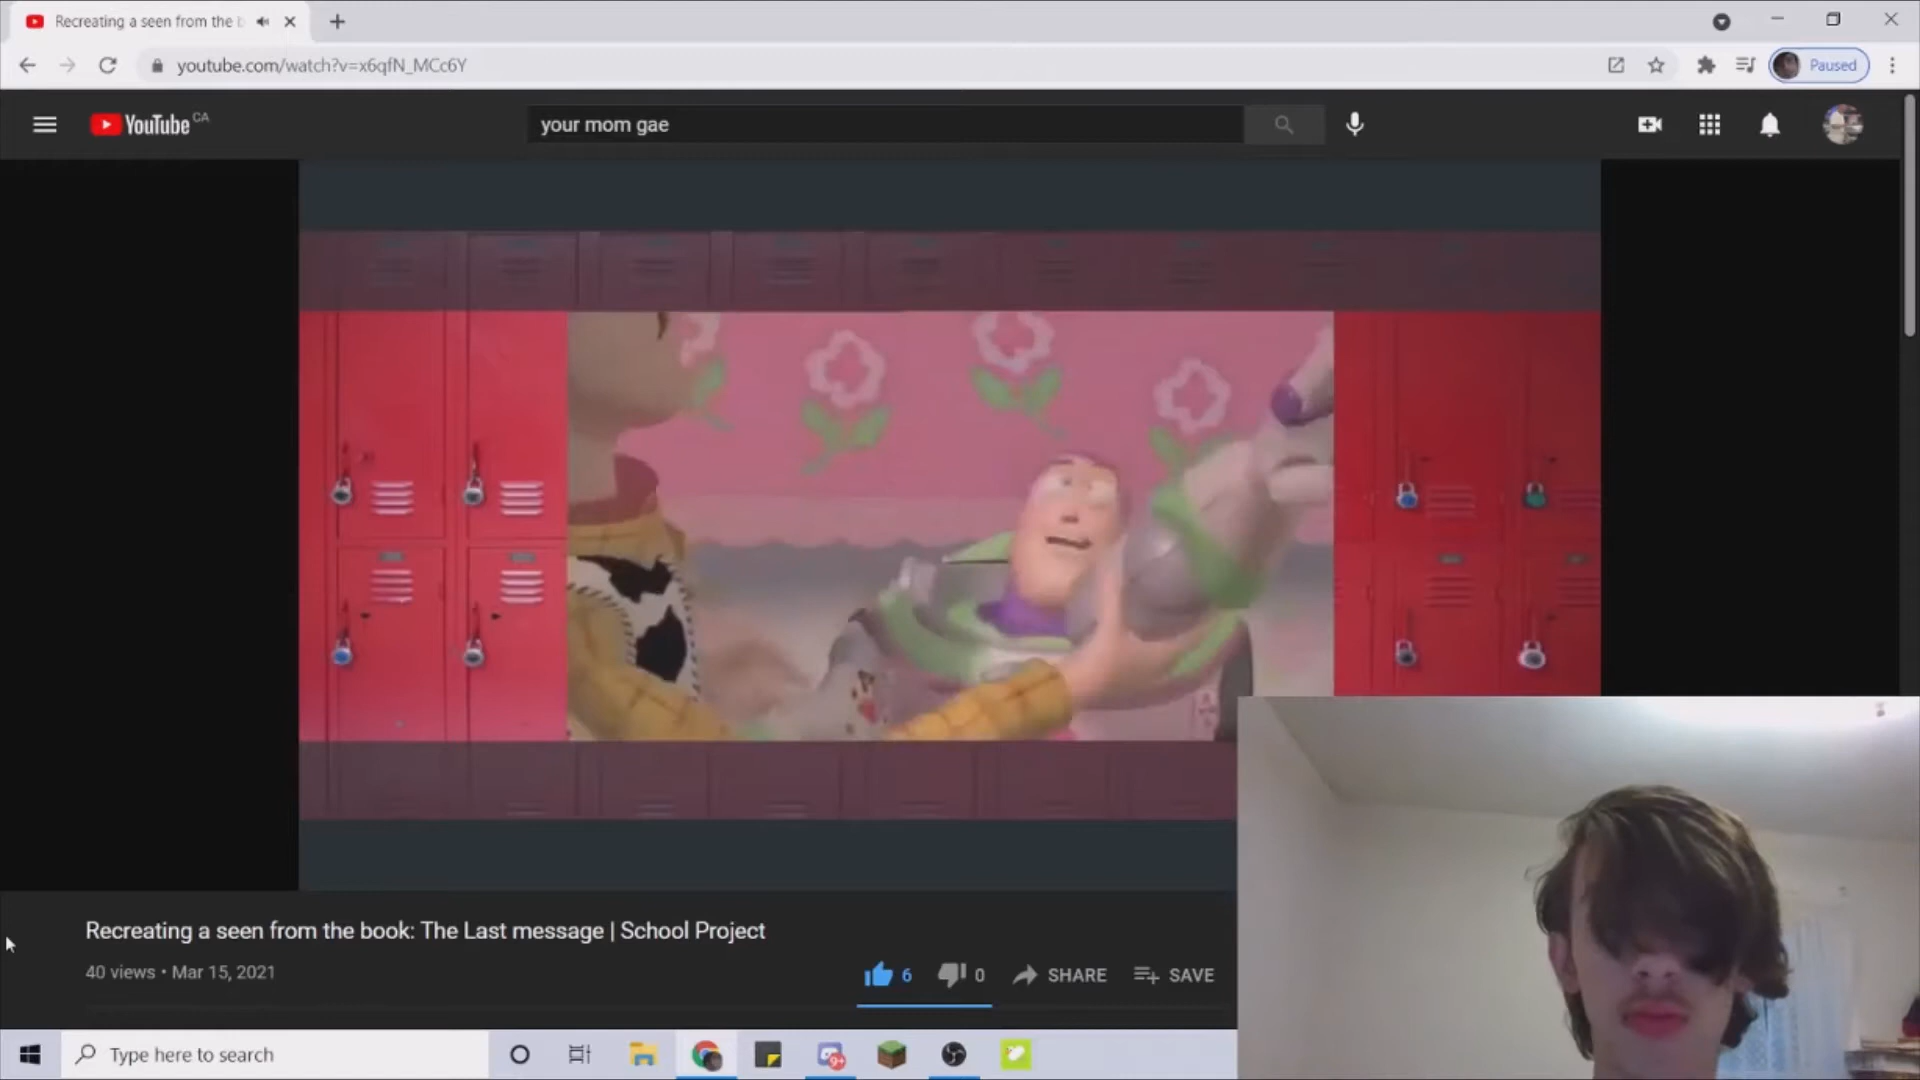 Recreating a seen from the b
youtube.com/watch?v=x6qfN_MCc6Y
Paused
YouTube CA
your mom gae
Recreating a seen from the book: The Last message | School Project
40 views • Mar 15, 2021
6
0
SHARE
SAVE
Type here to search
9+